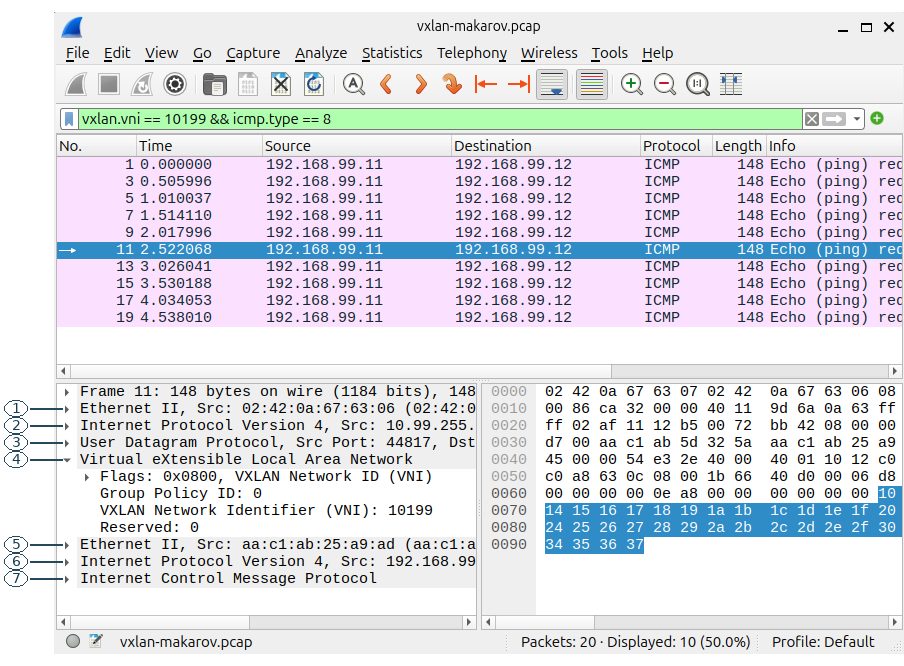 vxlan-makarov.pcap
File Edit View Go Capture Analyze Statistics Telephony Wireless Tools Help
vxlan.vni == 10199 && icmp.type == 8
No. Time Source Destination Protocol Length Info
1 0.000000 192.168.99.11 192.168.99.12 ICMP 148 Echo (ping) req
3 0.505996 192.168.99.11 192.168.99.12 ICMP 148 Echo (ping) req
5 1.010037 192.168.99.11 192.168.99.12 ICMP 148 Echo (ping) req
7 1.514110 192.168.99.11 192.168.99.12 ICMP 148 Echo (ping) req
9 2.017996 192.168.99.11 192.168.99.12 ICMP 148 Echo (ping) req
11 2.522068 192.168.99.11 192.168.99.12 ICMP 148 Echo (ping) req
13 3.026041 192.168.99.11 192.168.99.12 ICMP 148 Echo (ping) req
15 3.530188 192.168.99.11 192.168.99.12 ICMP 148 Echo (ping) req
17 4.034053 192.168.99.11 192.168.99.12 ICMP 148 Echo (ping) req
19 4.538010 192.168.99.11 192.168.99.12 ICMP 148 Echo (ping) req
Frame 11: 148 bytes on wire (1184 bits), 148
1 Ethernet II, Src: 02:42:0a:67:63:06 (02:42:0
2 Internet Protocol Version 4, Src: 10.99.255.
3 User Datagram Protocol, Src Port: 44817, Dst
4 Virtual eXtensible Local Area Network
Flags: 0x0800, VXLAN Network ID (VNI)
Group Policy ID: 0
VXLAN Network Identifier (VNI): 10199
Reserved: 0
5 Ethernet II, Src: aa:c1:ab:25:a9:ad (aa:c1:a
6 Internet Protocol Version 4, Src: 192.168.99
7 Internet Control Message Protocol
0000 02 42 0a 67 63 07 02 42 0a 67 63 06 08
0010 00 86 ca 32 00 00 40 11 9d 6a 0a 63 ff
0020 ff 02 af 11 12 b5 00 72 bb 42 08 00 00
0030 d7 00 aa c1 ab 5d 32 5a aa c1 ab 25 a9
0040 45 00 00 54 e3 2e 40 00 40 01 10 12 c0
0050 c0 a8 63 0c 08 00 1b 66 40 d0 00 06 d8
0060 00 00 00 00 0e a8 00 00 00 00 00 00 10
0070 14 15 16 17 18 19 1a 1b 1c 1d 1e 1f 20
0080 24 25 26 27 28 29 2a 2b 2c 2d 2e 2f 30
0090 34 35 36 37
vxlan-makarov.pcap Packets: 20 · Displayed: 10 (50.0%) Profile: Default